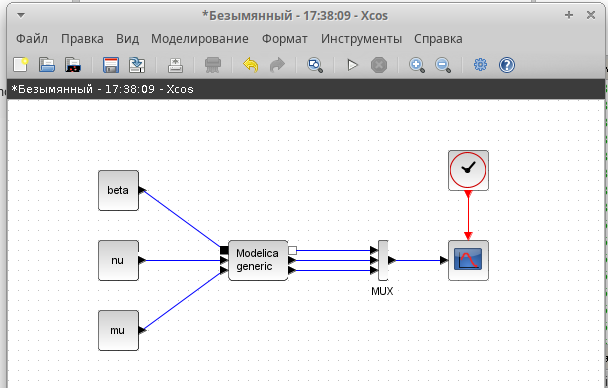 *Безымянный - 17:38:09 - Xcos
Файл Правка Вид Моделирование Формат Инструменты Справка
*Безымянный - 17:38:09 - Xcos
beta
nu
Modelica
generic
MUX
mu